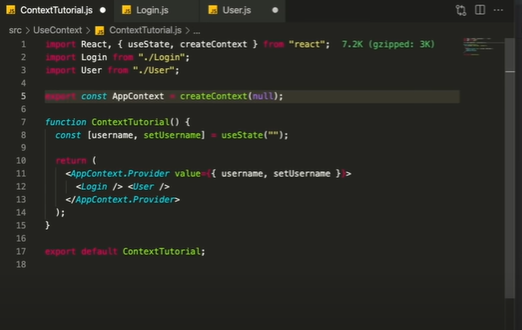 JS ContextTutorial.js ● JS Login.js JS User.js ●
src > UseContext > JS ContextTutorial.js > ...
1 import React, { useState, createContext } from "react"; 7.2K (gzipped: 3K)
2 import Login from "./Login";
3 import User from "./User";
4
5 export const AppContext = createContext(null);
6
7 function ContextTutorial() {
8 const [username, setUsername] = useState("");
9
10 return (
11 <AppContext.Provider value={{ username, setUsername }}>
12 <Login /> <User />
13 </AppContext.Provider>
14 );
15 }
16
17 export default ContextTutorial;
18